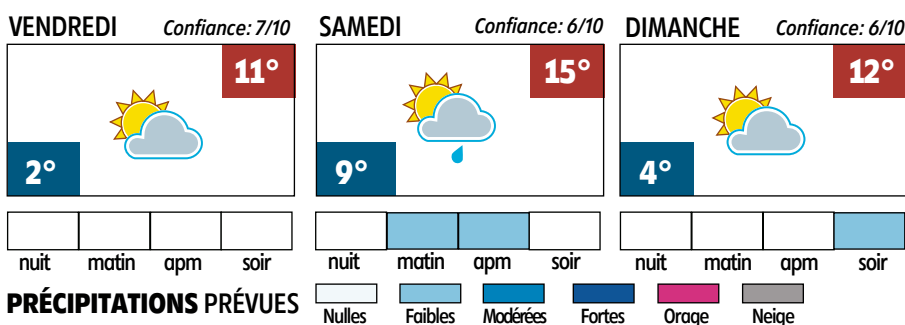 VENDREDI Confiance: 7/10
11°
2°
nuit matin apm soir
SAMEDI Confiance: 6/10
15°
9°
nuit matin apm soir
DIMANCHE Confiance: 6/10
12°
4°
nuit matin apm soir
PRÉCIPITATIONS PRÉVUES
Nulles Faibles Modérées Fortes Orage Neige